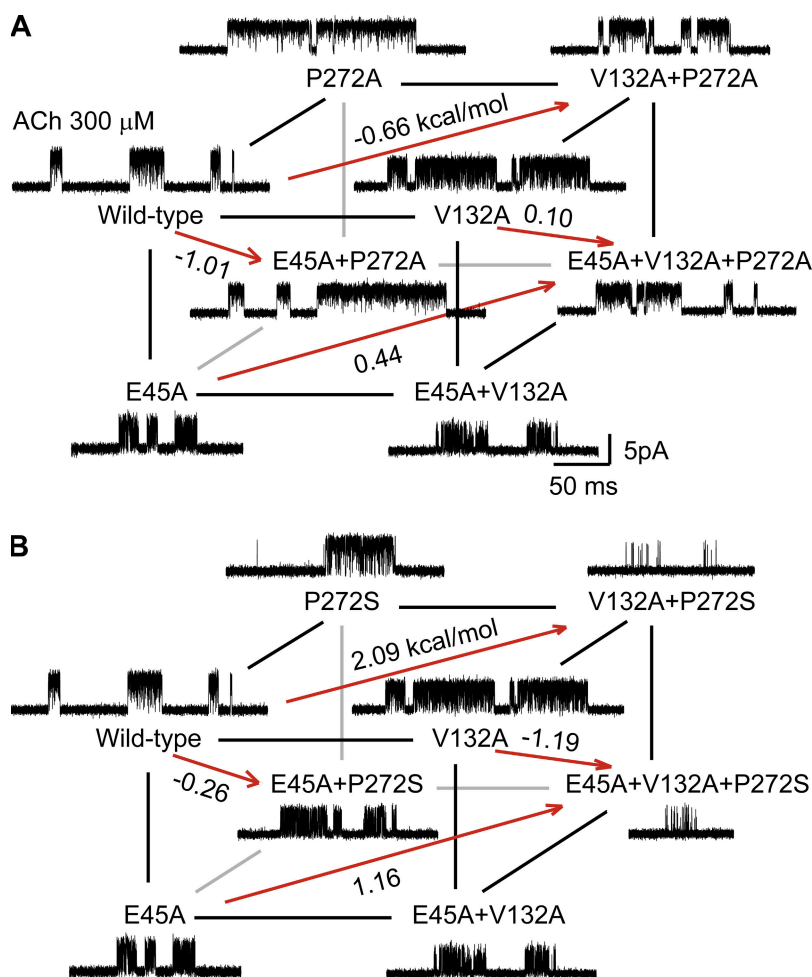 A
P272A
V132A+P272A
ACh 300 μM
-0.66 kcal/mol
Wild-type
V132A
0.10
-1.01
E45A+P272A
E45A+V132A+P272A
0.44
E45A
E45A+V132A
5pA
50 ms
B
P272S
V132A+P272S
2.09 kcal/mol
Wild-type
V132A
-1.19
-0.26
E45A+P272S
E45A+V132A+P272S
1.16
E45A
E45A+V132A